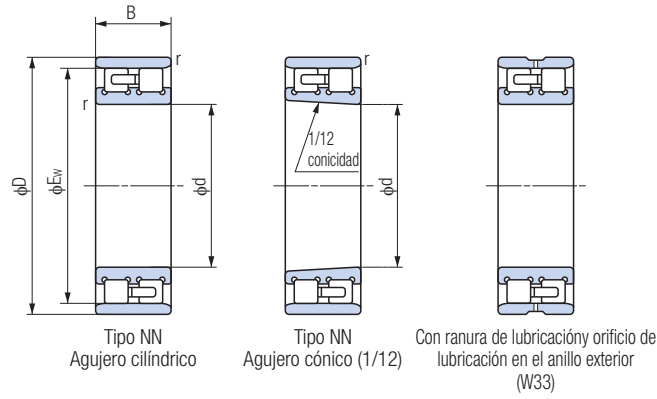 B
r
r
r
1/12
conicidad
ϕD
ϕEw
ϕd
ϕd
Tipo NN
Agujero cilíndrico
Tipo NN
Agujero cónico (1/12)
Con ranura de lubricacióny orificio de
lubricación en el anillo exterior
(W33)